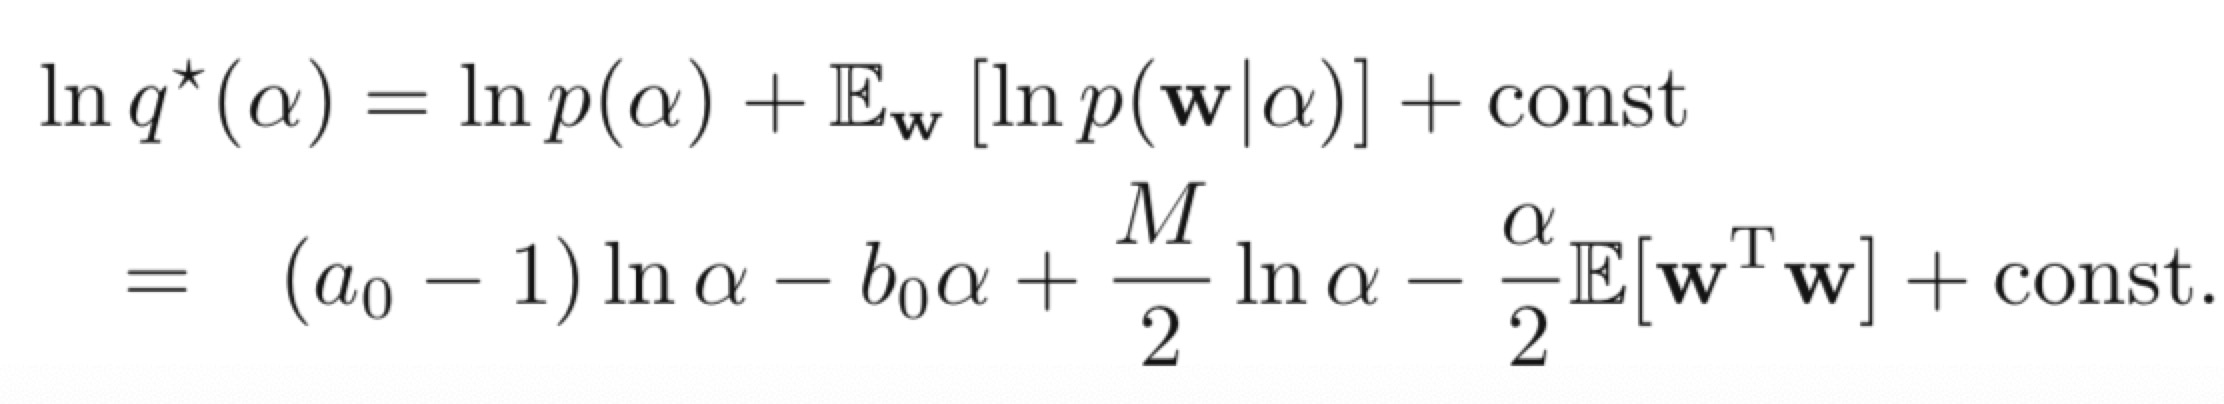 ln q⋆(α) = ln p(α) + 𝔼_𝐰 [ln p(𝐰|α)] + const
= (a₀ − 1) ln α − b₀α + M/2 ln α − α/2 𝔼[𝐰ᵀ𝐰] + const.